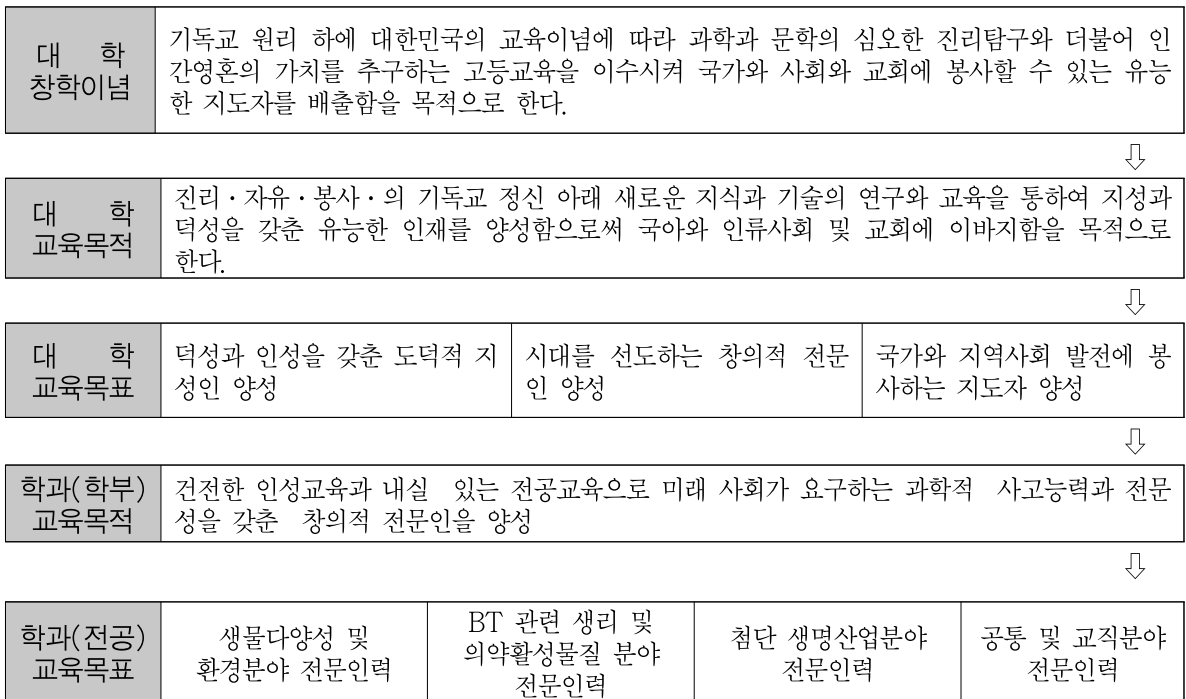 대 학
창학이념
기독교 원리 하에 대한민국의 교육이념에 따라 과학과 문학의 심오한 진리탐구와 더불어 인
간영혼의 가치를 추구하는 고등교육을 이수시켜 국가와 사회와 교회에 봉사할 수 있는 유능
한 지도자를 배출함을 목적으로 한다.
대 학
교육목적
진리·자유·봉사·의 기독교 정신 아래 새로운 지식과 기술의 연구와 교육을 통하여 지성과
덕성을 갖춘 유능한 인재를 양성함으로써 국아와 인류사회 및 교회에 이바지함을 목적으로
한다.
대 학
교육목표
덕성과 인성을 갖춘 도덕적 지
성인 양성
시대를 선도하는 창의적 전문
인 양성
국가와 지역사회 발전에 봉
사하는 지도자 양성
학과(학부)
교육목적
건전한 인성교육과 내실 있는 전공교육으로 미래 사회가 요구하는 과학적 사고능력과 전문
성을 갖춘 창의적 전문인을 양성
학과(전공)
교육목표
생물다양성 및
환경분야 전문인력
BT 관련 생리 및
의약활성물질 분야
전문인력
첨단 생명산업분야
전문인력
공통 및 교직분야
전문인력